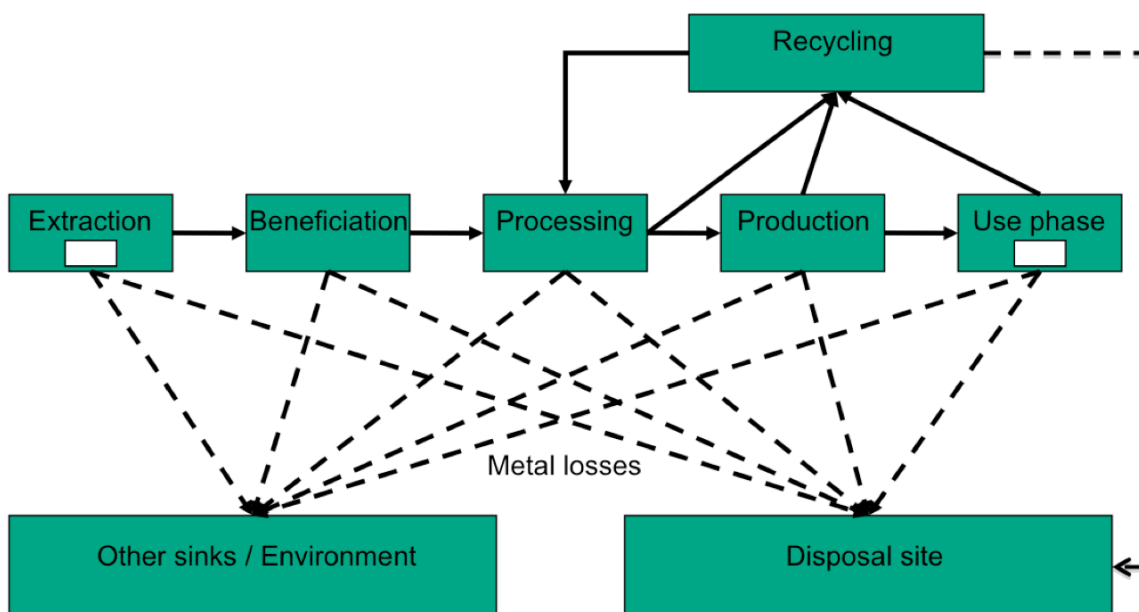 Recycling
Extraction
Beneficiation
Processing
Production
Use phase
Metal losses
Other sinks / Environment
Disposal site